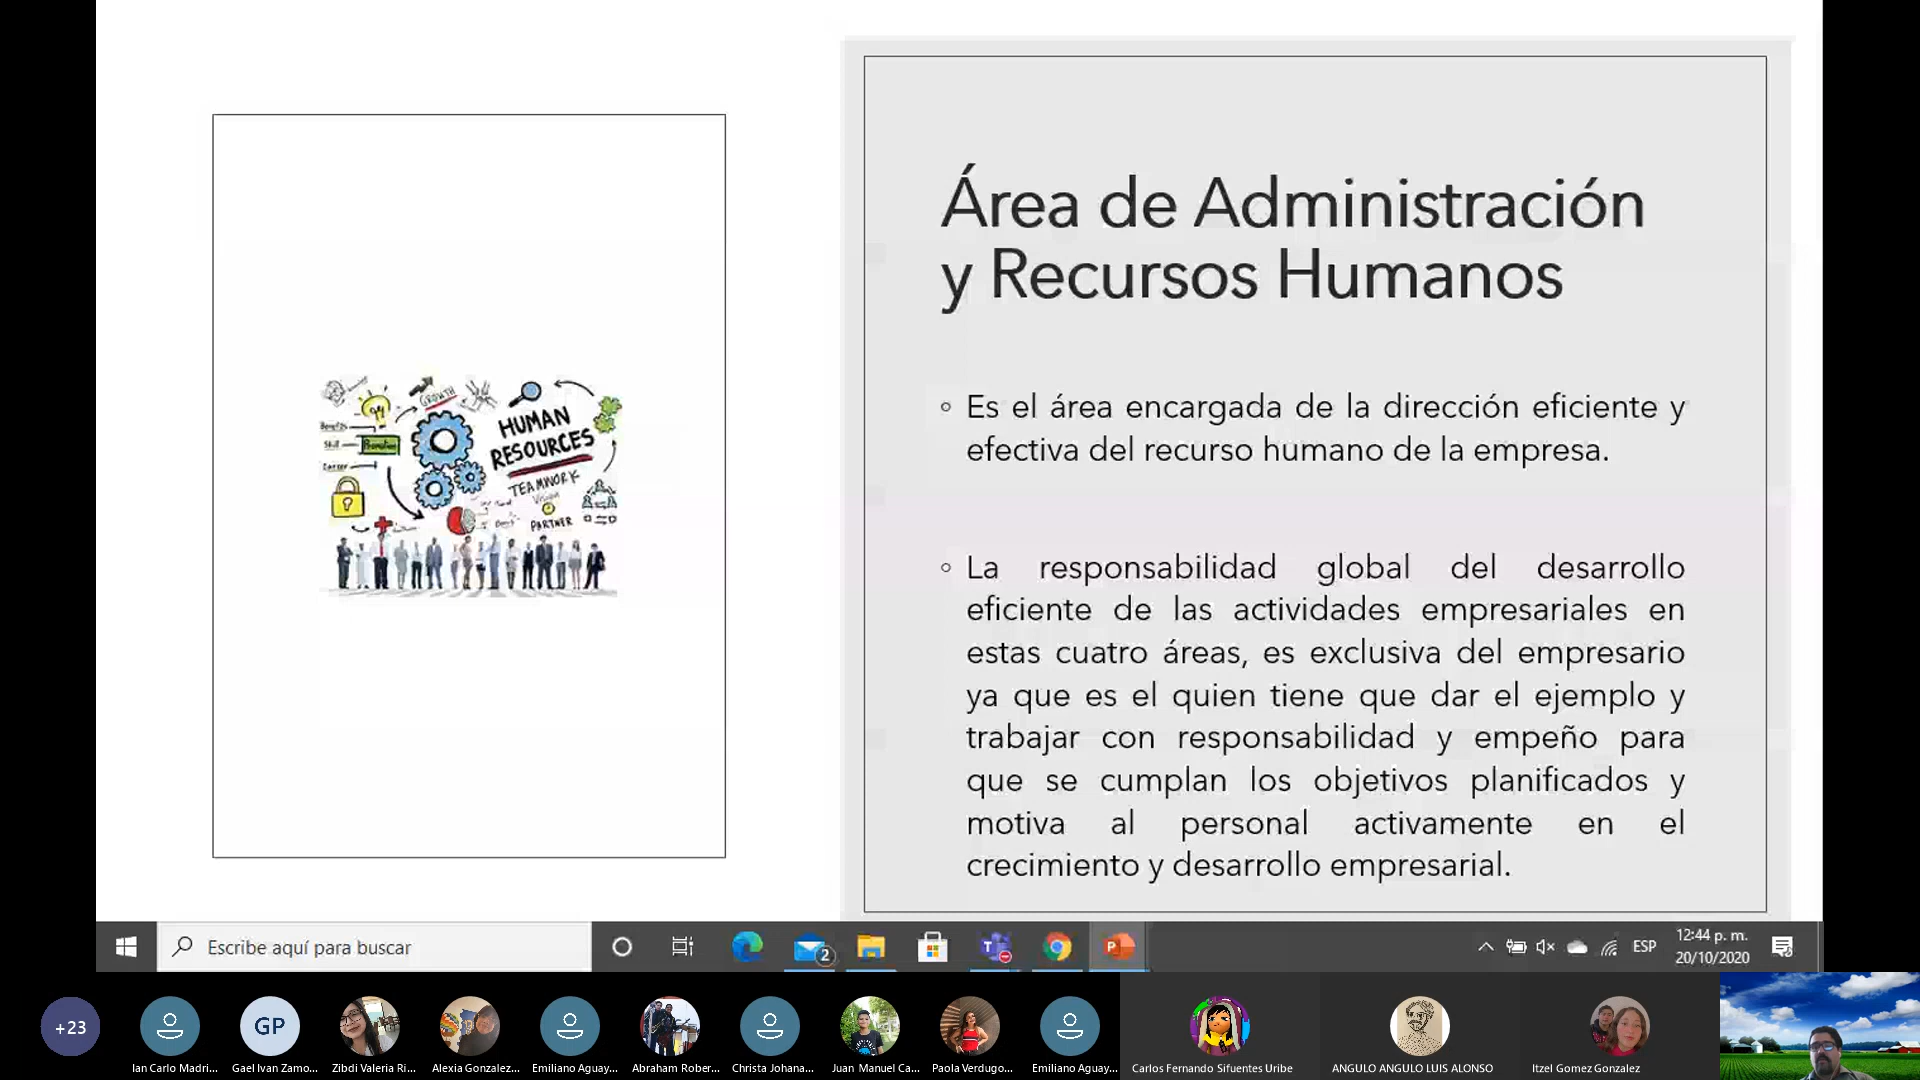 Área de Administración
y Recursos Humanos
◦ Es el área encargada de la dirección eficiente y
efectiva del recurso humano de la empresa.
◦ La responsabilidad global del desarrollo
eficiente de las actividades empresariales en
estas cuatro áreas, es exclusiva del empresario
ya que es el quien tiene que dar el ejemplo y
trabajar con responsabilidad y empeño para
que se cumplan los objetivos planificados y
motiva al personal activamente en el
crecimiento y desarrollo empresarial.
GROWTH
HUMAN
RESOURCES
TEAMWORK
Vision
PARTNER
Benefits
Skill
Career
Escribe aquí para buscar
2
ESP
12:44 p. m.
20/10/2020
+23
GP
Ian Carlo Madri...
Gael Ivan Zamo...
Zibdi Valeria Ri...
Alexia Gonzalez...
Emiliano Aguay...
Abraham Rober...
Christa Johana...
Juan Manuel Ca...
Paola Verdugo...
Emiliano Aguay...
Carlos Fernando Sifuentes Uribe
ANGULO ANGULO LUIS ALONSO
Itzel Gomez Gonzalez